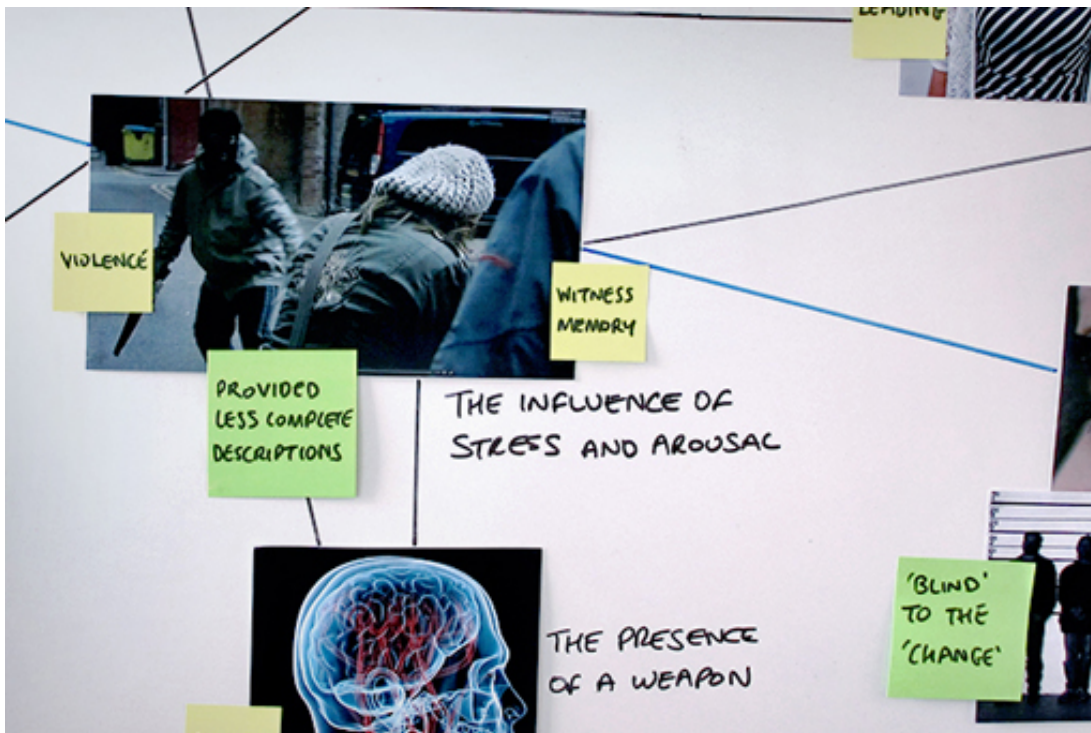 LEADING
VIOLENCE
WITNESS
MEMORY
PROVIDED
LESS COMPLETE
DESCRIPTIONS
THE INFLUENCE OF
STRESS AND AROUSAL
'BLIND'
TO THE
'CHANGE'
THE PRESENCE
OF A WEAPON